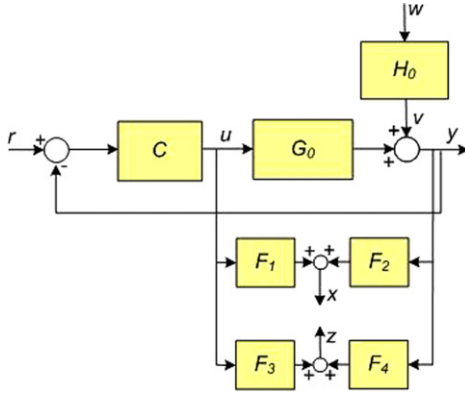 w
H₀
v
r + - C u G₀ + + y
F₁ + + F₂
x
z
F₃ + + F₄